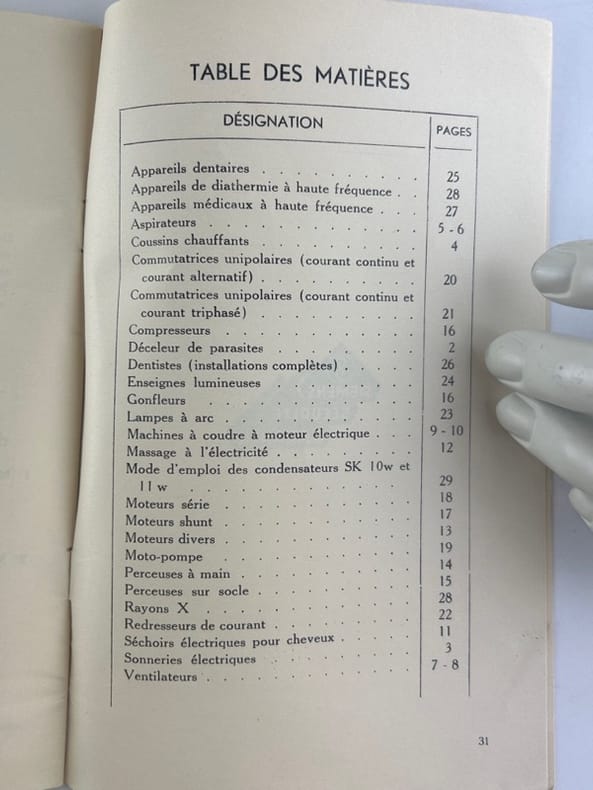 TABLE DES MATIÈRES
DÉSIGNATION PAGES
Appareils dentaires . . . . . . . . . 25
Appareils de diathermie à haute fréquence . . 28
Appareils médicaux à haute fréquence . . . 27
Aspirateurs . . . . . . . . . . 5 - 6
Coussins chauffants . . . . . . . . 4
Commutatrices unipolaires (courant continu et
courant alternatif) . . . . . . . . 20
Commutatrices unipolaires (courant continu et
courant triphasé) . . . . . . . . 21
Compresseurs . . . . . . . . . 16
Déceleur de parasites . . . . . . . 2
Dentistes (installations complètes) . . . . 26
Enseignes lumineuses . . . . . . . 24
Gonfleurs . . . . . . . . . 16
Lampes à arc . . . . . . . . . 23
Machines à coudre à moteur électrique . . . 9 - 10
Massage à l'électricité . . . . . . . 12
Mode d'emploi des condensateurs SK 10w et
11 w . . . . . . . . . . 29
Moteurs série . . . . . . . . . 18
Moteurs shunt . . . . . . . . . 17
Moteurs divers . . . . . . . . . 13
Moto-pompe . . . . . . . . . 19
Perceuses à main . . . . . . . . 14
Perceuses sur socle . . . . . . . . 15
Rayons X . . . . . . . . . 28
Redresseurs de courant . . . . . . . 22
Séchoirs électriques pour cheveux . . . . 11
Sonneries électriques . . . . . . . 3
Ventilateurs . . . . . . . . . . 7 - 8
31